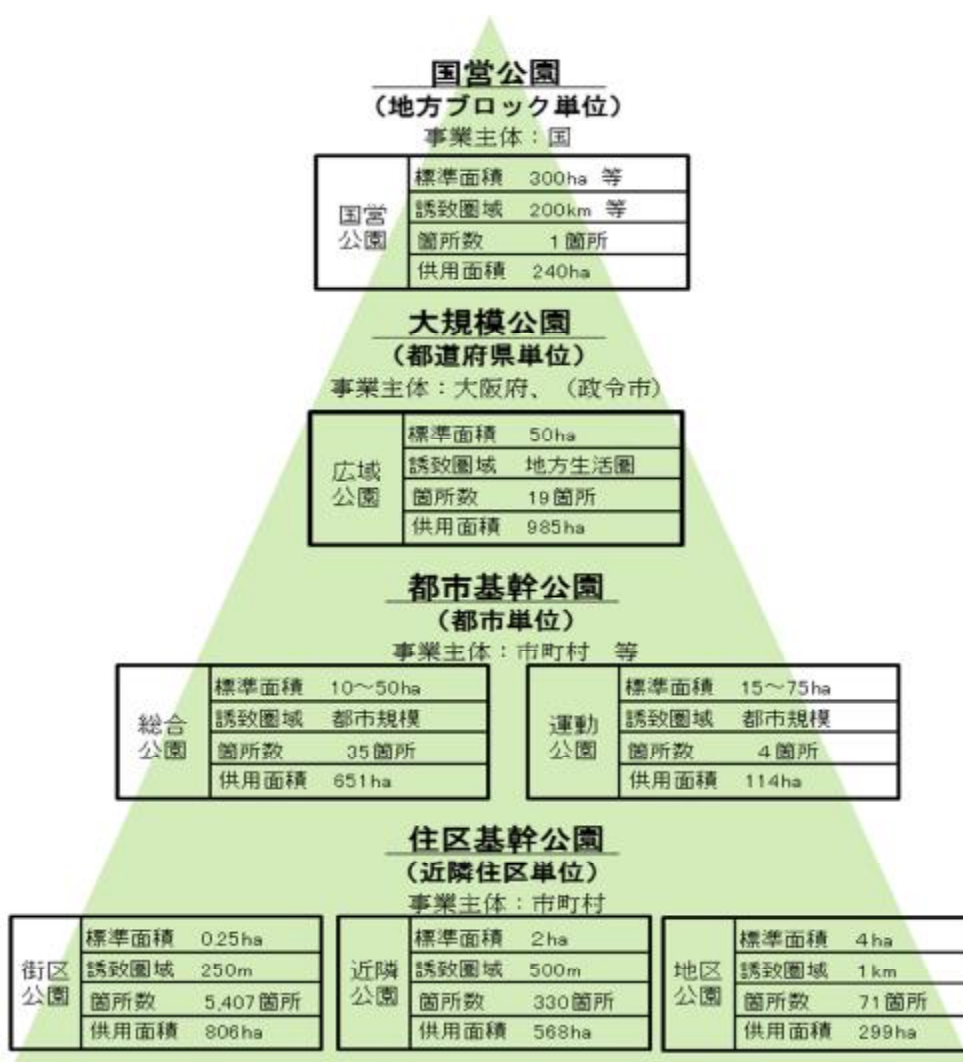 国営公園
（地方ブロック単位）
事業主体：国
国営公園
標準面積 300ha 等
誘致圏域 200km 等
箇所数 1箇所
供用面積 240ha
大規模公園
（都道府県単位）
事業主体：大阪府、（政令市）
広域公園
標準面積 50ha
誘致圏域 地方生活圏
箇所数 19箇所
供用面積 985ha
都市基幹公園
（都市単位）
事業主体：市町村　等
総合公園
標準面積 10～50ha
誘致圏域 都市規模
箇所数 35箇所
供用面積 651ha
運動公園
標準面積 15～75ha
誘致圏域 都市規模
箇所数 4箇所
供用面積 114ha
住区基幹公園
（近隣住区単位）
事業主体：市町村
街区公園
標準面積 0.25ha
誘致圏域 250m
箇所数 5,407箇所
供用面積 806ha
近隣公園
標準面積 2ha
誘致圏域 500m
箇所数 330箇所
供用面積 568ha
地区公園
標準面積 4ha
誘致圏域 1km
箇所数 71箇所
供用面積 299ha